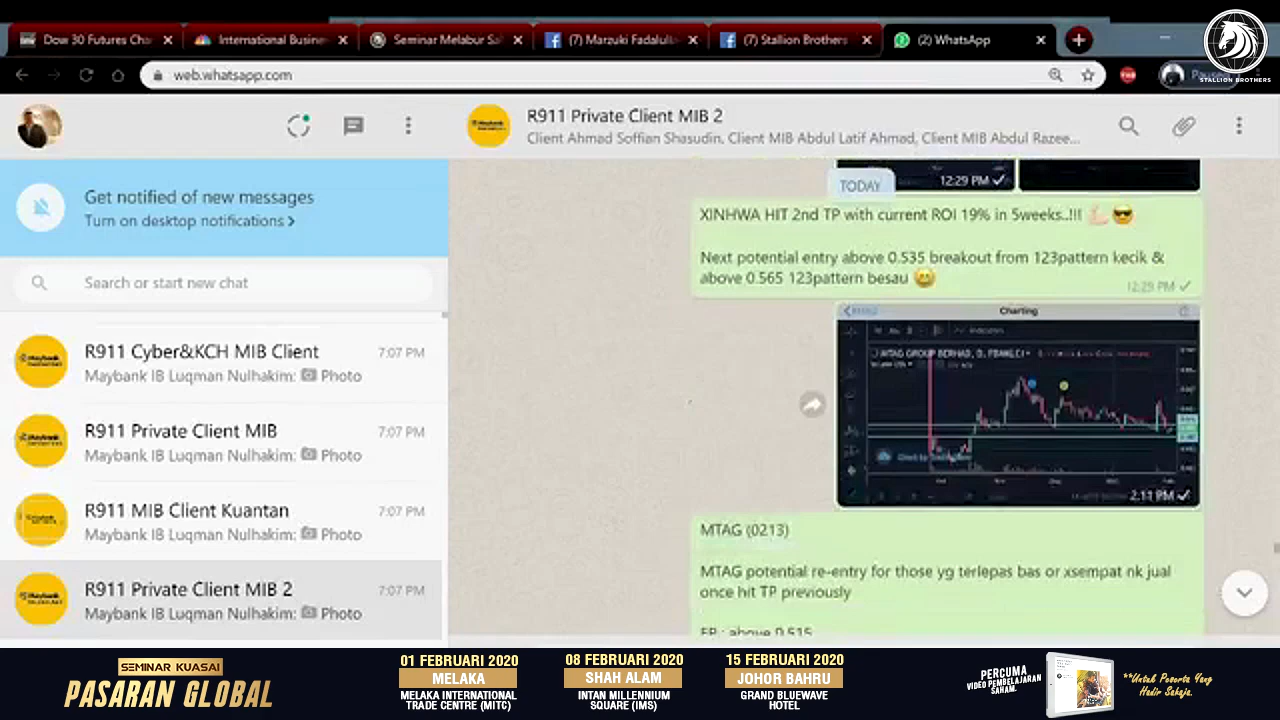 Dow 30 Futures Cha
International Busine
Seminar Melabur Sa
(7) Marzuki Fadalull
(7) Stallion Brothers
(2) WhatsApp
STALLION BROTHERS
web.whatsapp.com
Paused
R911 Private Client MIB 2
Client Ahmad Soffian Shasudin, Client MIB Abdul Latif Ahmad, Client MIB Abdul Razee...
Get notified of new messages
Turn on desktop notifications >
Search or start new chat
R911 Cyber&KCH MIB Client
7:07 PM
Maybank IB Luqman Nulhakim: Photo
R911 Private Client MIB
7:07 PM
Maybank IB Luqman Nulhakim: Photo
R911 MIB Client Kuantan
7:07 PM
Maybank IB Luqman Nulhakim: Photo
R911 Private Client MIB 2
7:07 PM
Maybank IB Luqman Nulhakim: Photo
12:29 PM
TODAY
XINHWA HIT 2nd TP with current ROI 19% in 5weeks..!!!
Next potential entry above 0.535 breakout from 123pattern kecik &
above 0.565 123pattern besau
12:29 PM
Charting
MTAG GROUP BERHAD, D,
2:11 PM
MTAG (0213)
MTAG potential re-entry for those yg terlepas bas or xsempat nk jual
once hit TP previously
EP : above 0.515
SEMINAR KUASAI
PASARAN GLOBAL
01 FEBRUARI 2020
MELAKA
MELAKA INTERNATIONAL
TRADE CENTRE (MITC)
08 FEBRUARI 2020
SHAH ALAM
INTAN MILLENNIUM
SQUARE (IMS)
15 FEBRUARI 2020
JOHOR BAHRU
GRAND BLUEWAVE
HOTEL
PERCUMA
VIDEO PEMBELAJARAN
SAHAM.
**Untuk Peserta Yang
Hadir Sahaja.